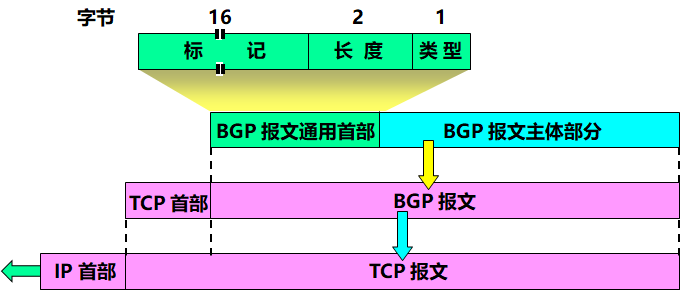 字节 16 2 1
标 记 长 度 类 型
BGP 报文通用首部 BGP 报文主体部分
TCP 首部 BGP 报文
IP 首部 TCP 报文